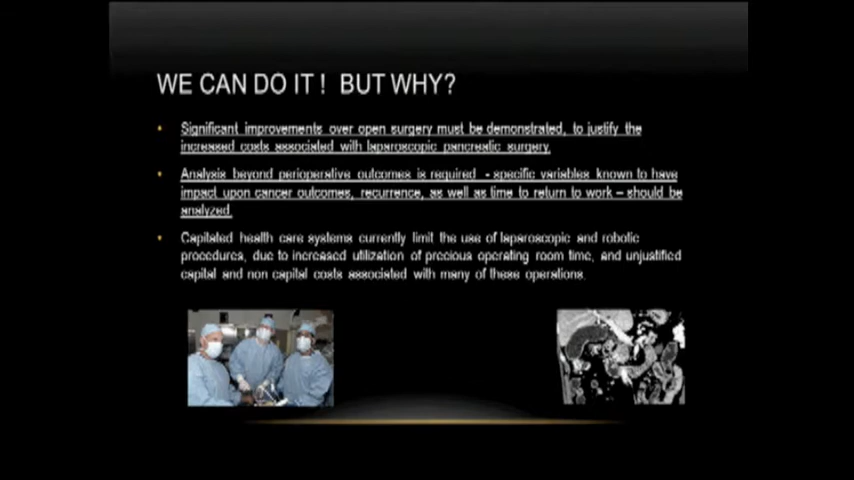 WE CAN DO IT ! BUT WHY?
• Significant improvements over open surgery must be demonstrated, to justify the
increased costs associated with laparoscopic pancreatic surgery.
• Analysis beyond perioperative outcomes is required - specific variables known to have
impact upon cancer outcomes, recurrence, as well as time to return to work – should be
analyzed.
• Capitated health care systems currently limit the use of laparoscopic and robotic
procedures, due to increased utilization of precious operating room time, and unjustified
capital and non capital costs associated with many of these operations.